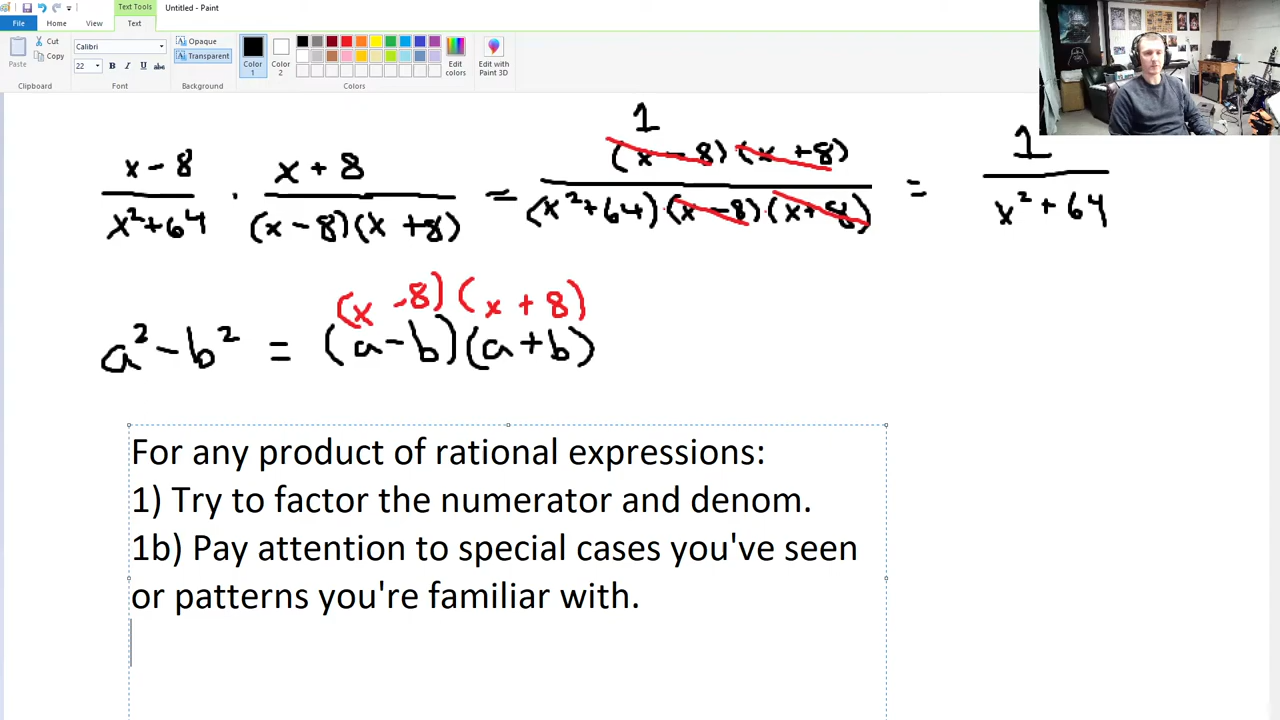 Text Tools
Untitled - Paint
File Home View Text
Paste
Cut
Copy
Clipboard
Calibri
22
B I U abc
Font
Opaque
Transparent
Background
Color 1
Color 2
Edit colors
Edit with Paint 3D
Colors
x - 8 / x² + 64 · x + 8 / (x - 8)(x + 8) = 1 (x - 8)(x + 8) / (x² + 64)·(x - 8)(x + 8) = 1 / x² + 64
(x - 8)(x + 8)
a² - b² = (a - b)(a + b)
For any product of rational expressions:
1) Try to factor the numerator and denom.
1b) Pay attention to special cases you've seen
or patterns you're familiar with.